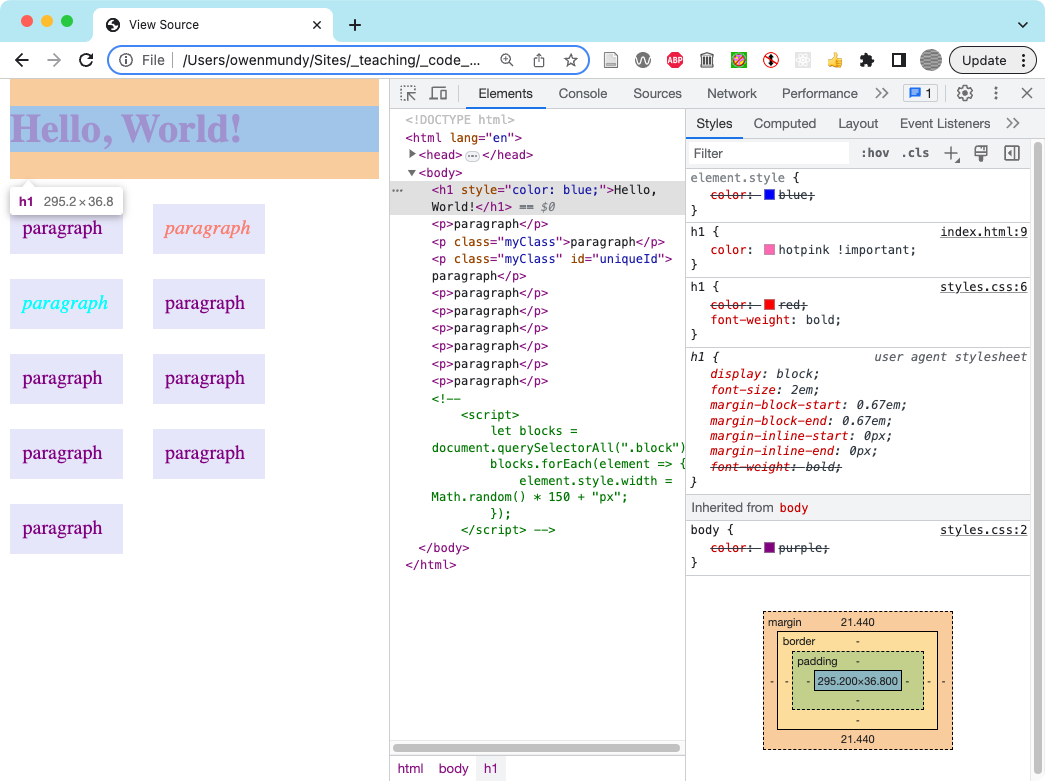 View Source
File
/Users/owenmundy/Sites/_teaching/_code_...
ABP
Update
Hello, World!
h1 295.2 × 36.8
paragraph
paragraph
paragraph
paragraph
paragraph
paragraph
paragraph
paragraph
paragraph
Elements Console Sources Network Performance 1
<!DOCTYPE html>
<html lang="en">
<head> … </head>
<body>
… <h1 style="color: blue;">Hello,
World!</h1> == $0
<p>paragraph</p>
<p class="myClass">paragraph</p>
<p class="myClass" id="uniqueId">
paragraph</p>
<p>paragraph</p>
<p>paragraph</p>
<p>paragraph</p>
<p>paragraph</p>
<p>paragraph</p>
<p>paragraph</p>
<!--
<script>
let blocks =
document.querySelectorAll(".block")
blocks.forEach(element => {
element.style.width =
Math.random() * 150 + "px";
});
</script> -->
</body>
</html>
html body h1
Styles Computed Layout Event Listeners
Filter :hov .cls
element.style {
color: blue;
}
h1 { index.html:9
color: hotpink !important;
}
h1 { styles.css:6
color: red;
font-weight: bold;
}
h1 { user agent stylesheet
display: block;
font-size: 2em;
margin-block-start: 0.67em;
margin-block-end: 0.67em;
margin-inline-start: 0px;
margin-inline-end: 0px;
font-weight: bold;
}
Inherited from body
body { styles.css:2
color: purple;
}
margin 21.440
border -
padding -
- - - 295.200×36.800 - - -
-
-
21.440